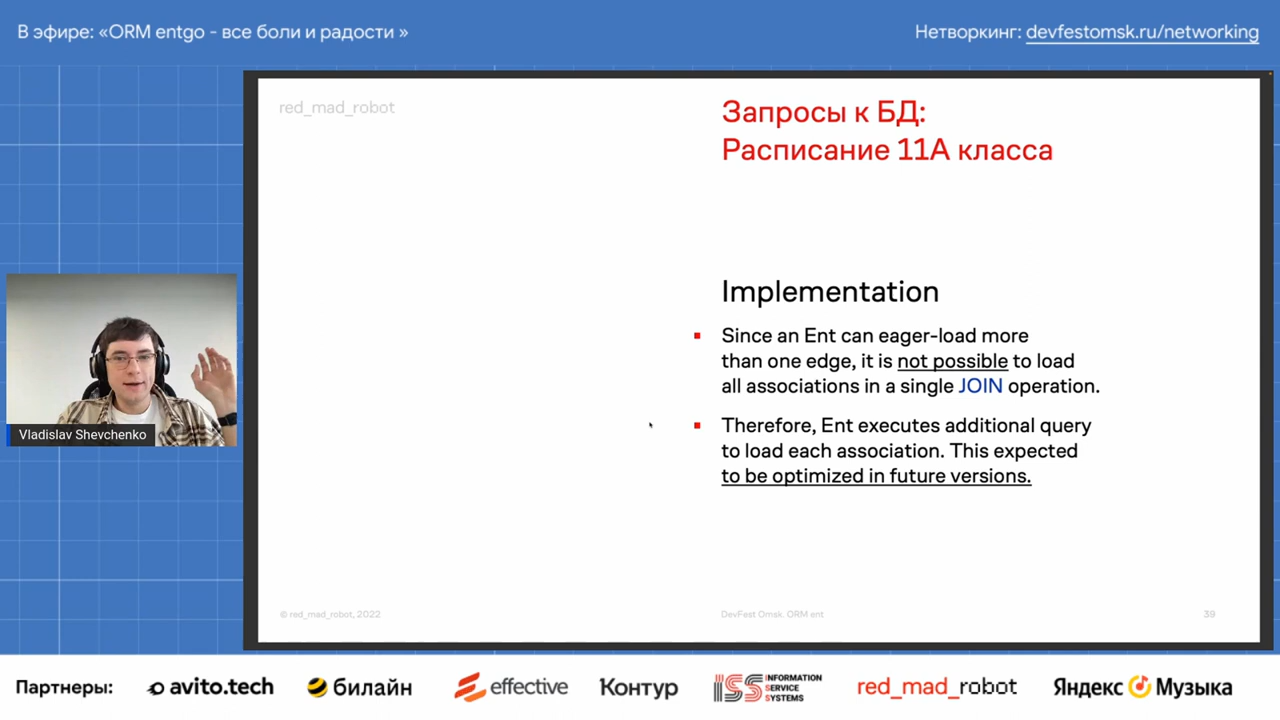 В эфире: «ORM entgo - все боли и радости »
Нетворкинг: devfestomsk.ru/networking
red_mad_robot
Запросы к БД:
Расписание 11А класса
Implementation
Since an Ent can eager-load more
than one edge, it is not possible to load
all associations in a single JOIN operation.
Therefore, Ent executes additional query
to load each association. This expected
to be optimized in future versions.
Vladislav Shevchenko
© red_mad_robot, 2022
DevFest Omsk. ORM ent
39
Партнеры:
avito.tech
билайн
effective
Контур
ISS INFORMATION
SERVICE
SYSTEMS
red_mad_robot
Яндекс Музыка